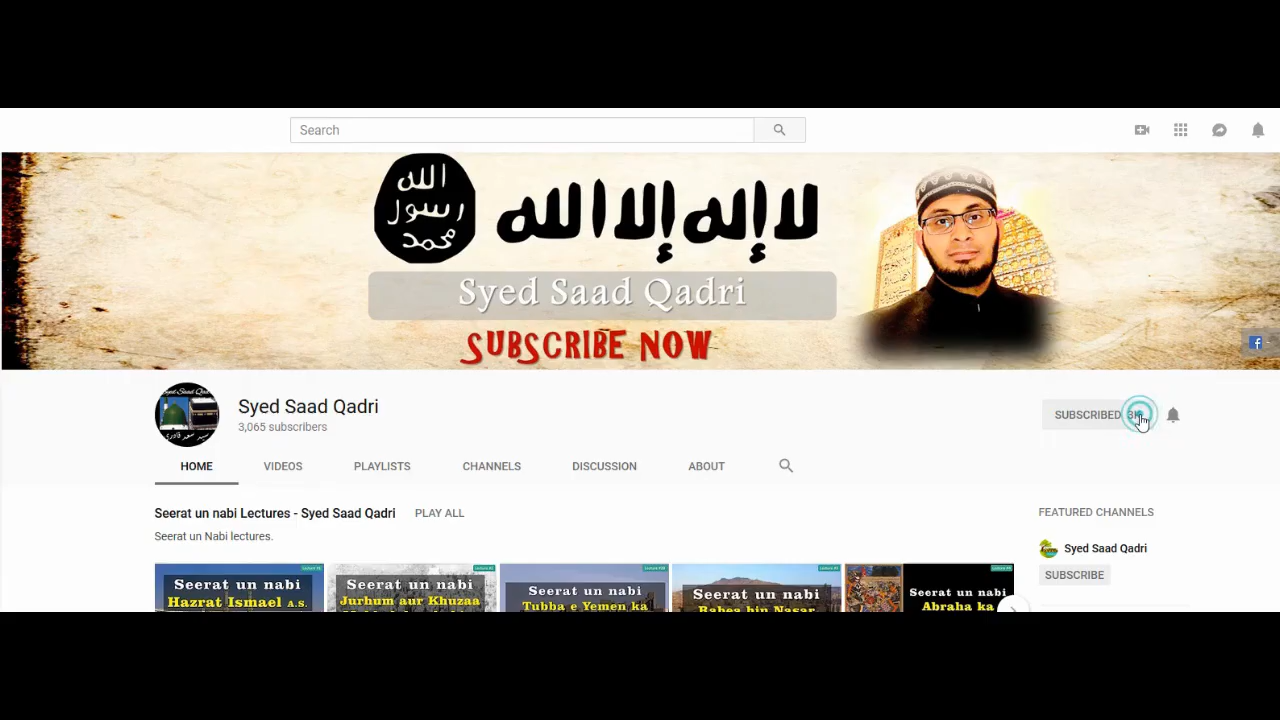 Search
الله
رسول
محمد
لا إله إلا الله
Syed Saad Qadri
SUBSCRIBE NOW
Syed Saad Qadri
3,065 subscribers
SUBSCRIBED
HOME
VIDEOS
PLAYLISTS
CHANNELS
DISCUSSION
ABOUT
Seerat un nabi Lectures - Syed Saad Qadri
PLAY ALL
Seerat un Nabi lectures.
FEATURED CHANNELS
Syed Saad Qadri
SUBSCRIBE
Seerat un nabi
Hazrat Ismael A.S.
Seerat un nabi
Jurhum aur Khuzaa
Seerat un nabi
Tubba e Yemen ka
Seerat un nabi
Rabea bin Nasar
Seerat un nabi
Abraha ka